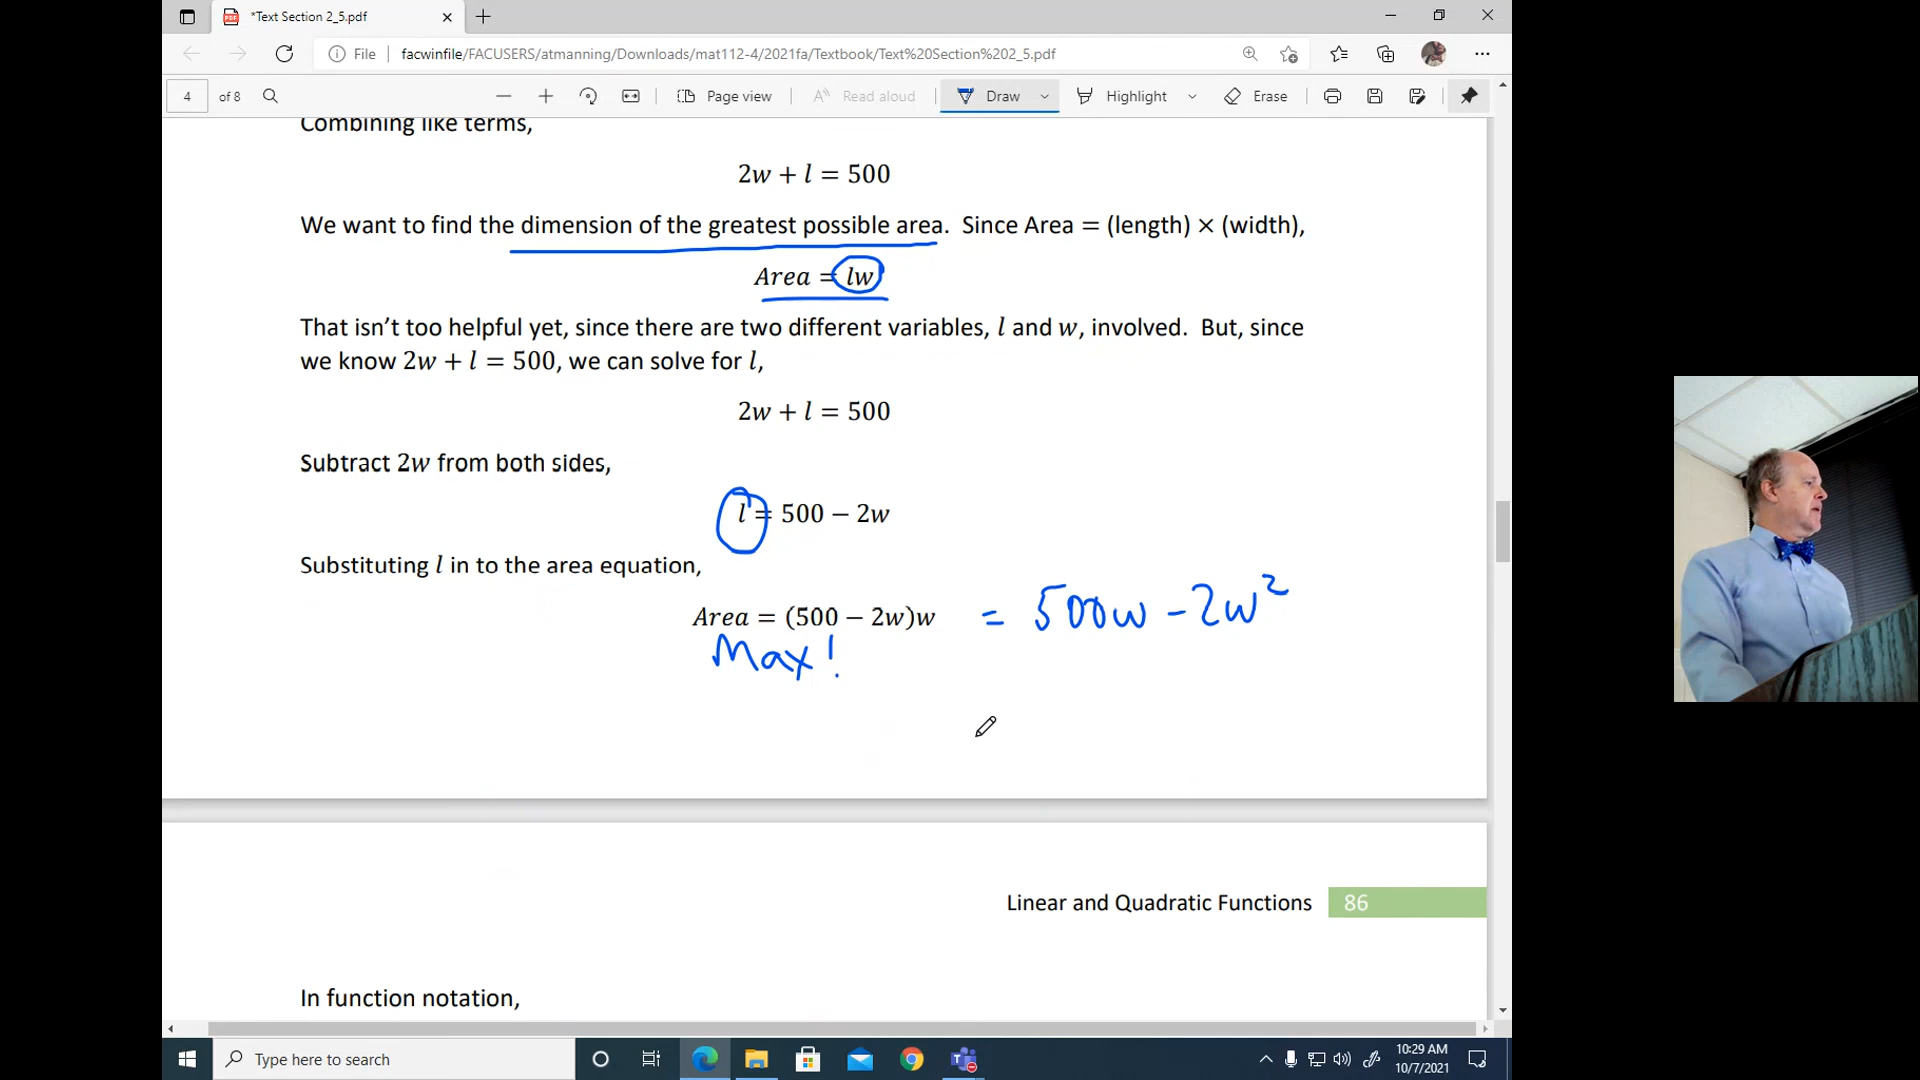 *Text Section 2_5.pdf
File facwinfile/FACUSERS/atmanning/Downloads/mat112-4/2021fa/Textbook/Text%20Section%202_5.pdf
4 of 8 Page view Read aloud Draw Highlight Erase
Combining like terms,
2w + l = 500
We want to find the dimension of the greatest possible area. Since Area = (length) × (width),
Area = lw
That isn’t too helpful yet, since there are two different variables, l and w, involved. But, since
we know 2w + l = 500, we can solve for l,
2w + l = 500
Subtract 2w from both sides,
l = 500 − 2w
Substituting l in to the area equation,
Area = (500 − 2w)w = 500w - 2w²
Max!
Linear and Quadratic Functions 86
In function notation,
Type here to search
10:29 AM
10/7/2021